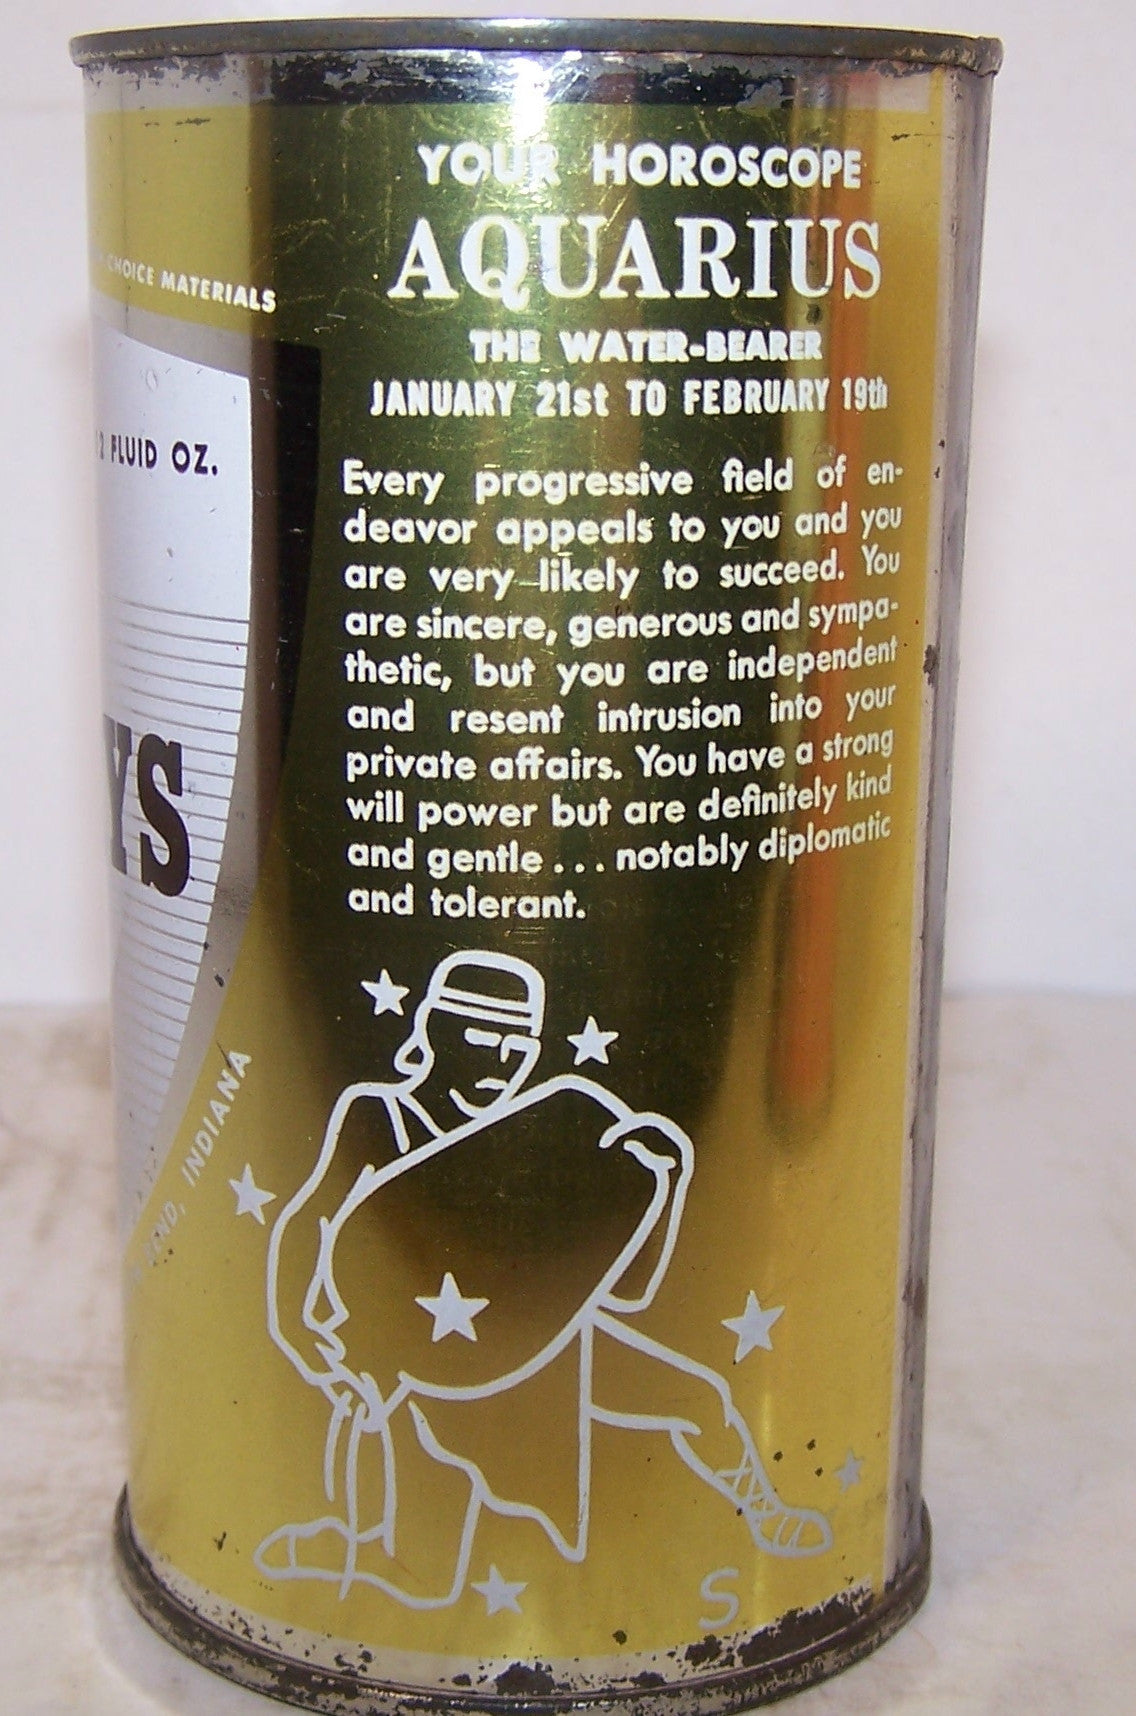 YOUR HOROSCOPE
AQUARIUS
THE WATER-BEARER
JANUARY 21st TO FEBRUARY 19th
Every progressive field of en-
deavor appeals to you and you
are very likely to succeed. You
are sincere, generous and sympa-
thetic, but you are independent
and resent intrusion into your
private affairs. You have a strong
will power but are definitely kind
and gentle ... notably diplomatic
and tolerant.
S
CHOICE MATERIALS
2 FLUID OZ.
YS
INDIANA